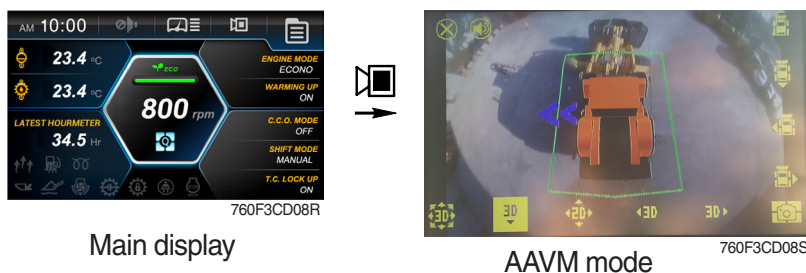 AM 10:00
23.4 ℃
ECO
ENGINE MODE
ECONO
23.4 ℃
800 rpm
WARMING UP
ON
LATEST HOURMETER
34.5 Hr
C.C.O. MODE
OFF
SHIFT MODE
MANUAL
T.C. LOCK UP
ON
760F3CD08R
Main display
3D
3D
2D
3D
3D
760F3CD08S
AAVM mode